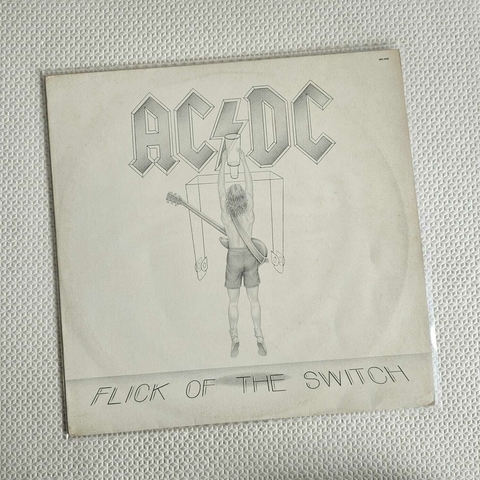 AC⚡DC
FLICK OF THE SWITCH